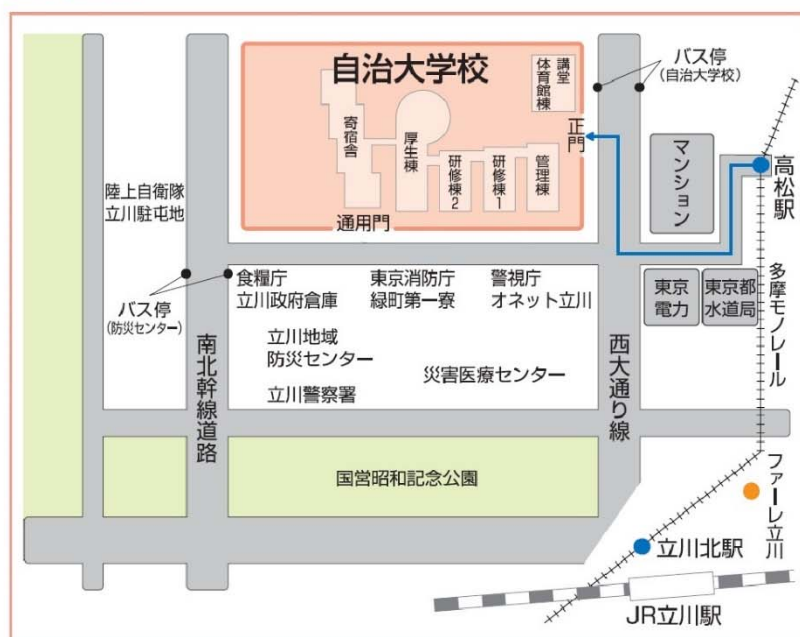 自治大学校
講堂
体育館棟
バス停
(自治大学校)
寄宿舎
厚生棟
研修棟2
研修棟1
管理棟
正門
通用門
マンション
高松駅
陸上自衛隊
立川駐屯地
バス停
(防災センター)
食糧庁
立川政府倉庫
東京消防庁
緑町第一寮
警視庁
オネット立川
東京
電力
東京都
水道局
多摩モノレール
立川地域
防災センター
立川警察署
災害医療センター
南北幹線道路
西大通り線
国営昭和記念公園
ファーレ立川
立川北駅
JR立川駅